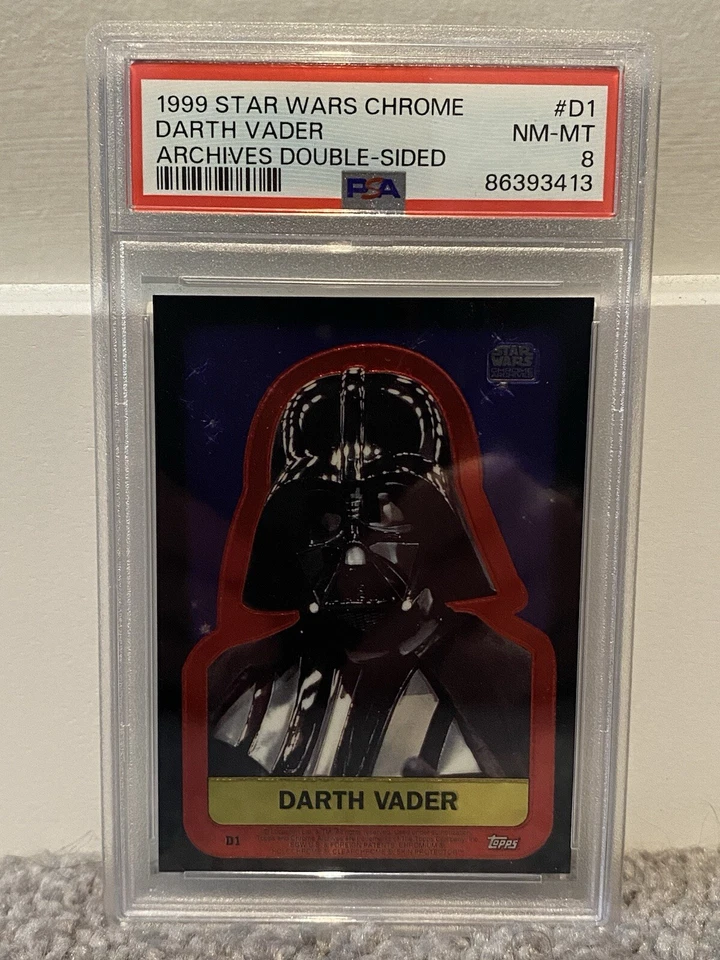 1999 STAR WARS CHROME #D1
DARTH VADER NM-MT
ARCHIVES DOUBLE-SIDED 8
PSA 86393413
STAR
WARS
CHROME
DARTH VADER
D1 Topps